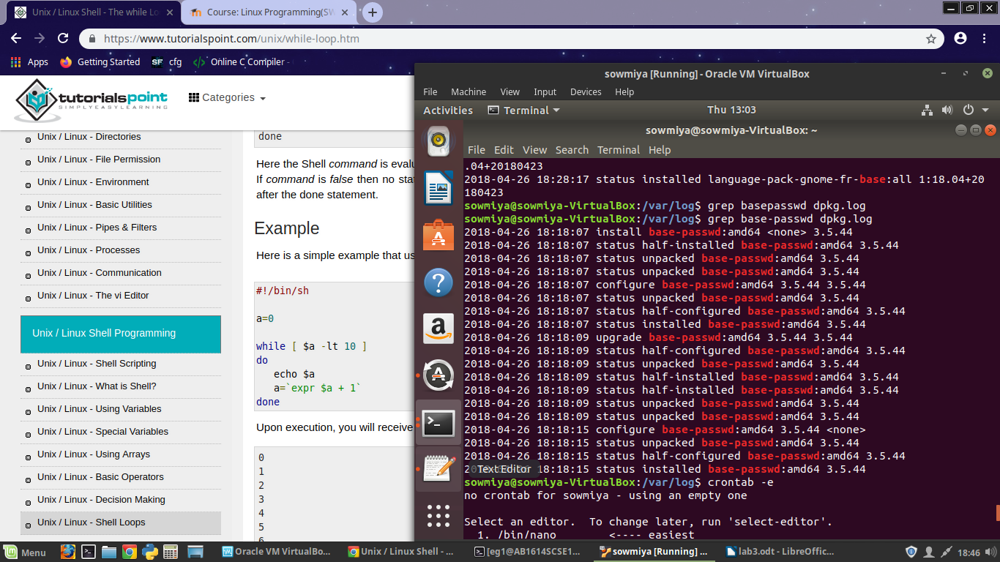 Unix / Linux Shell - The while Lo
Course: Linux Programming(SW
https://www.tutorialspoint.com/unix/while-loop.htm
Apps
Getting Started
SF cfg
Online C Compiler -
tutorialspoint
SIMPLYEASYLEARNING
Categories
Unix / Linux - Directories
Unix / Linux - File Permission
Unix / Linux - Environment
Unix / Linux - Basic Utilities
Unix / Linux - Pipes & Filters
Unix / Linux - Processes
Unix / Linux - Communication
Unix / Linux - The vi Editor
Unix / Linux Shell Programming
Unix / Linux - Shell Scripting
Unix / Linux - What is Shell?
Unix / Linux - Using Variables
Unix / Linux - Special Variables
Unix / Linux - Using Arrays
Unix / Linux - Basic Operators
Unix / Linux - Decision Making
Unix / Linux - Shell Loops
done
Here the Shell command is evalu
If command is false then no stat
after the done statement.
Example
Here is a simple example that us
#!/bin/sh
a=0
while [ $a -lt 10 ]
do
echo $a
a=`expr $a + 1`
done
Upon execution, you will receive
0
1
2
3
4
5
6
sowmiya [Running] - Oracle VM VirtualBox
File Machine View Input Devices Help
Activities Terminal Thu 13:03
sowmiya@sowmiya-VirtualBox: ~
File Edit View Search Terminal Help
.04+20180423
2018-04-26 18:28:17 status installed language-pack-gnome-fr-base:all 1:18.04+20
180423
sowmiya@sowmiya-VirtualBox:/var/log$ grep basepasswd dpkg.log
sowmiya@sowmiya-VirtualBox:/var/log$ grep base-passwd dpkg.log
2018-04-26 18:18:07 install base-passwd:amd64 <none> 3.5.44
2018-04-26 18:18:07 status half-installed base-passwd:amd64 3.5.44
2018-04-26 18:18:07 status unpacked base-passwd:amd64 3.5.44
2018-04-26 18:18:07 status unpacked base-passwd:amd64 3.5.44
2018-04-26 18:18:07 configure base-passwd:amd64 3.5.44 3.5.44
2018-04-26 18:18:07 status unpacked base-passwd:amd64 3.5.44
2018-04-26 18:18:07 status half-configured base-passwd:amd64 3.5.44
2018-04-26 18:18:07 status installed base-passwd:amd64 3.5.44
2018-04-26 18:18:09 upgrade base-passwd:amd64 3.5.44 3.5.44
2018-04-26 18:18:09 status half-configured base-passwd:amd64 3.5.44
2018-04-26 18:18:09 status unpacked base-passwd:amd64 3.5.44
2018-04-26 18:18:09 status half-installed base-passwd:amd64 3.5.44
2018-04-26 18:18:09 status half-installed base-passwd:amd64 3.5.44
2018-04-26 18:18:09 status unpacked base-passwd:amd64 3.5.44
2018-04-26 18:18:09 status unpacked base-passwd:amd64 3.5.44
2018-04-26 18:18:15 configure base-passwd:amd64 3.5.44 <none>
2018-04-26 18:18:15 status unpacked base-passwd:amd64 3.5.44
2018-04-26 18:18:15 status half-configured base-passwd:amd64 3.5.44
Text Editor 18:18:15 status installed base-passwd:amd64 3.5.44
sowmiya@sowmiya-VirtualBox:/var/log$ crontab -e
no crontab for sowmiya - using an empty one
Select an editor. To change later, run 'select-editor'.
1. /bin/nano <---- easiest
Menu
Oracle VM VirtualBo...
Unix / Linux Shell - ...
[eg1@AB1614SCSE1...
sowmiya [Running] ...
lab3.odt - LibreOffic...
18:46